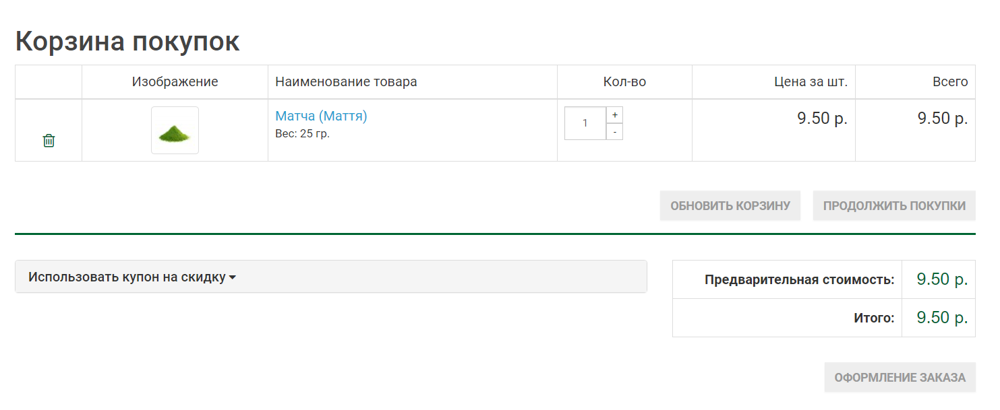 Корзина покупок
Изображение Наименование товара Кол-во Цена за шт. Всего
Матча (Маття) 1 + - 9.50 р. 9.50 р.
Вес: 25 гр.
ОБНОВИТЬ КОРЗИНУ ПРОДОЛЖИТЬ ПОКУПКИ
Использовать купон на скидку
Предварительная стоимость: 9.50 р.
Итого: 9.50 р.
ОФОРМЛЕНИЕ ЗАКАЗА